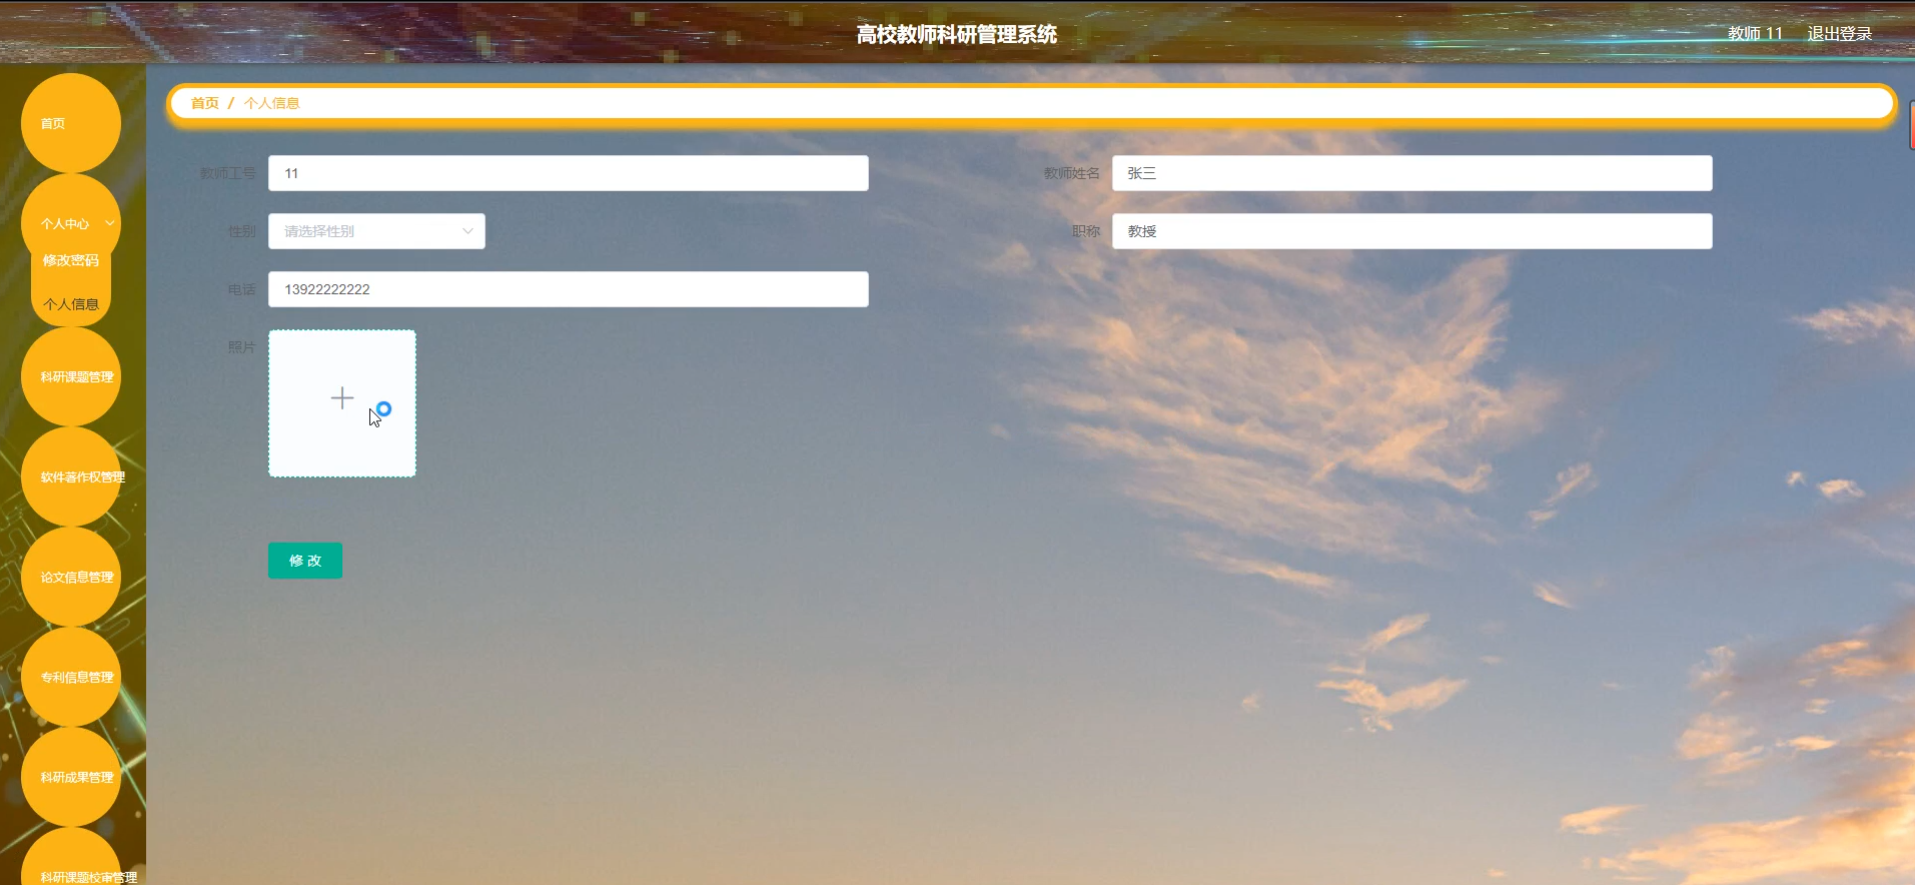 高校教师科研管理系统
教师 11 退出登录
首页 / 个人信息
首页
个人中心
修改密码
个人信息
科研课题管理
软件著作权管理
论文信息管理
专利信息管理
科研成果管理
科研课题校审管理
教师工号 11
教师姓名 张三
性别 请选择性别
职称 教授
电话 13922222222
照片
修 改